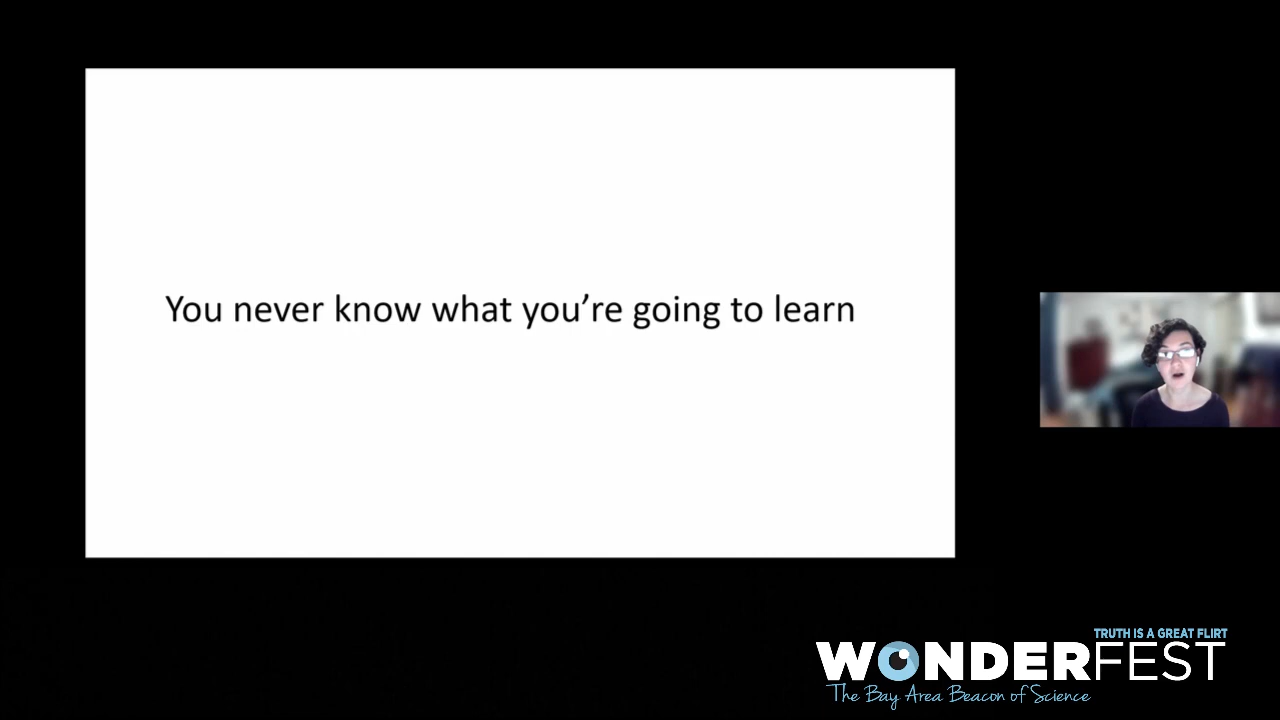 You never know what you’re going to learn
TRUTH IS A GREAT FLIRT
WONDERFEST
The Bay Area Beacon of Science